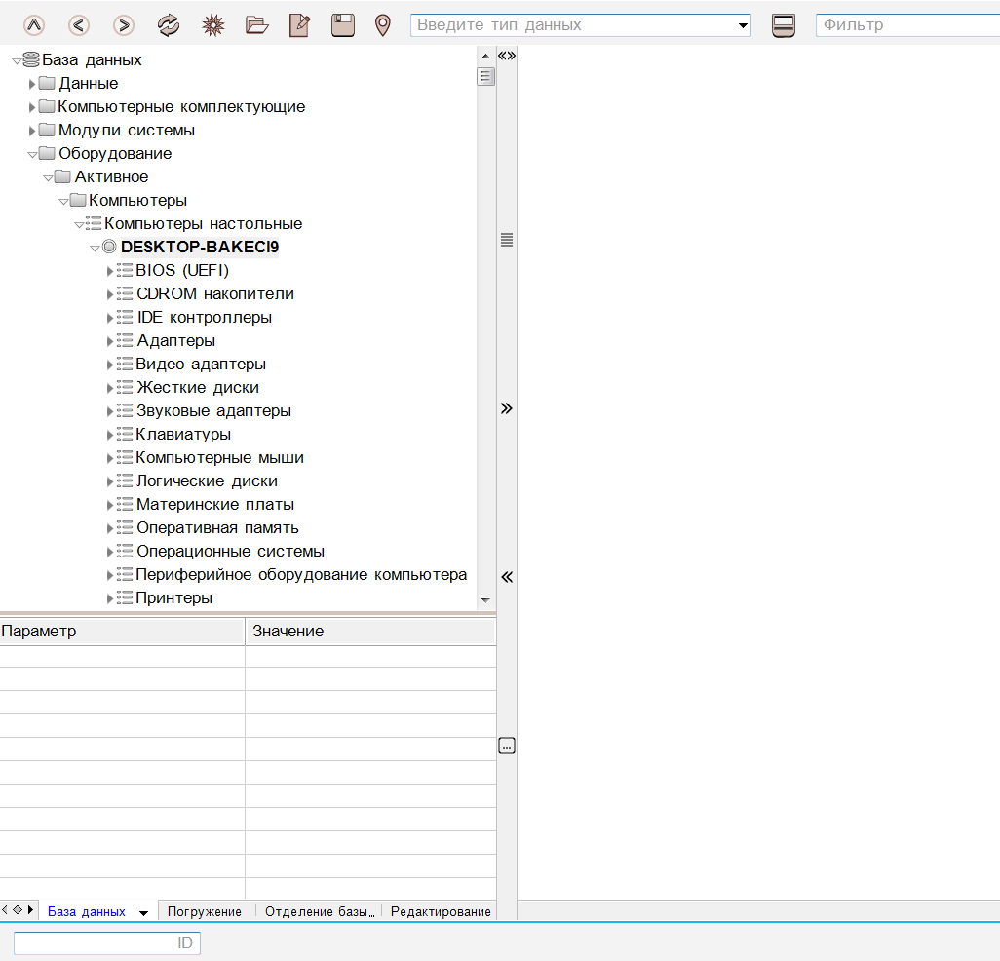 Введите тип данных
Фильтр
База данных
Данные
Компьютерные комплектующие
Модули системы
Оборудование
Активное
Компьютеры
Компьютеры настольные
DESKTOP-BAKECI9
BIOS (UEFI)
CDROM накопители
IDE контроллеры
Адаптеры
Видео адаптеры
Жесткие диски
Звуковые адаптеры
Клавиатуры
Компьютерные мыши
Логические диски
Материнские платы
Оперативная память
Операционные системы
Периферийное оборудование компьютера
Принтеры
Параметр Значение
База данных Погружение Отделение базы... Редактирование
ID